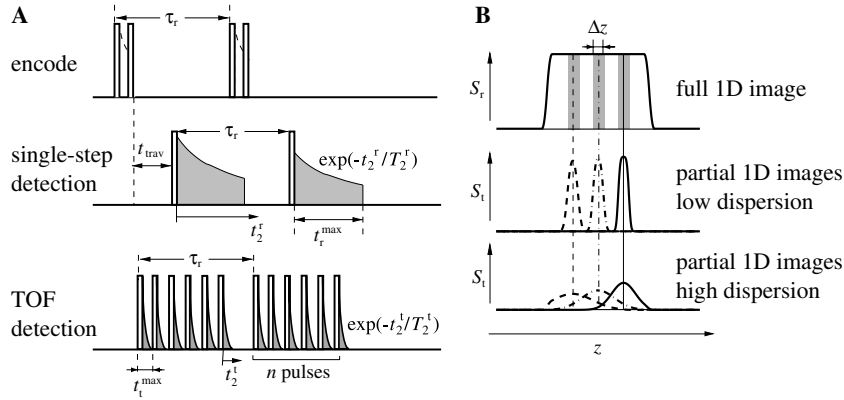 A
τr
encode
ttrav
τr
single-step
detection
exp(-t2r/T2r)
t2r
trmax
τr
TOF
detection
exp(-t2t/T2t)
ttmax
t2t
n pulses
B
Δz
Sr
full 1D image
St
partial 1D images
low dispersion
St
partial 1D images
high dispersion
z